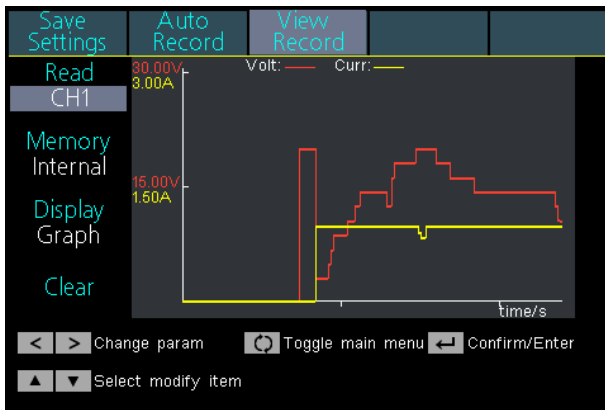 Save Settings
Auto Record
View Record
Read
CH1
Memory
Internal
Display
Graph
Clear
30.00V
3.00A
Volt:
Curr:
15.00V
1.50A
time/s
< > Change param
Toggle main menu
Confirm/Enter
Select modify item